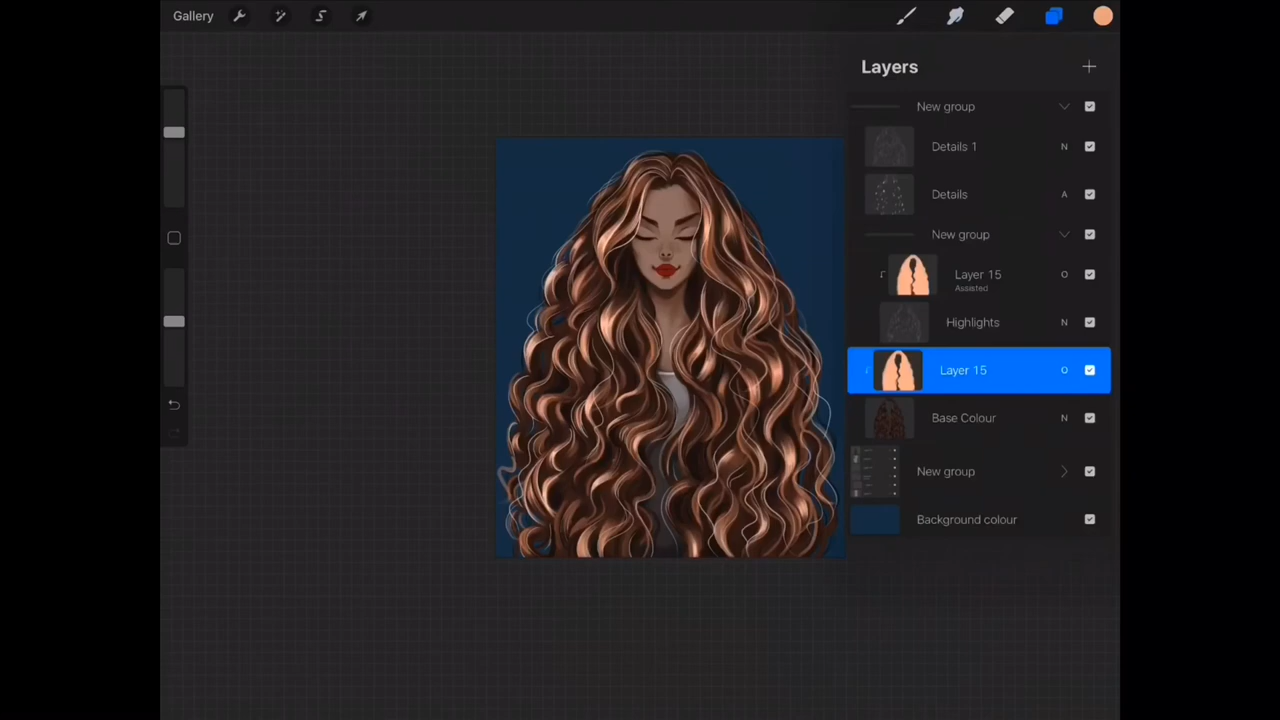 Gallery
Layers
New group
Details 1 N
Details A
New group
Layer 15 O
Assisted
Highlights N
Layer 15 O
Base Colour N
New group
Background colour